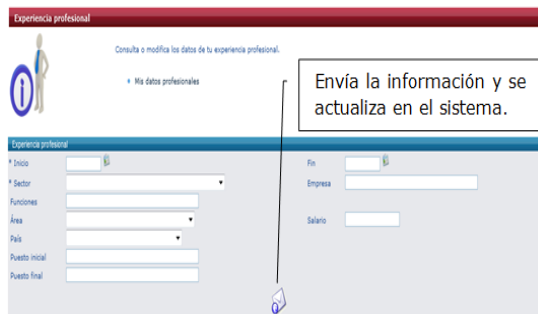 Experiencia profesional
Consulta o modifica los datos de tu experiencia profesional.
Mis datos profesionales
Envía la información y se
actualiza en el sistema.
Experiencia profesional
* Inicio
Fin
* Sector
Empresa
Funciones
Área
Salario
País
Puesto inicial
Puesto final